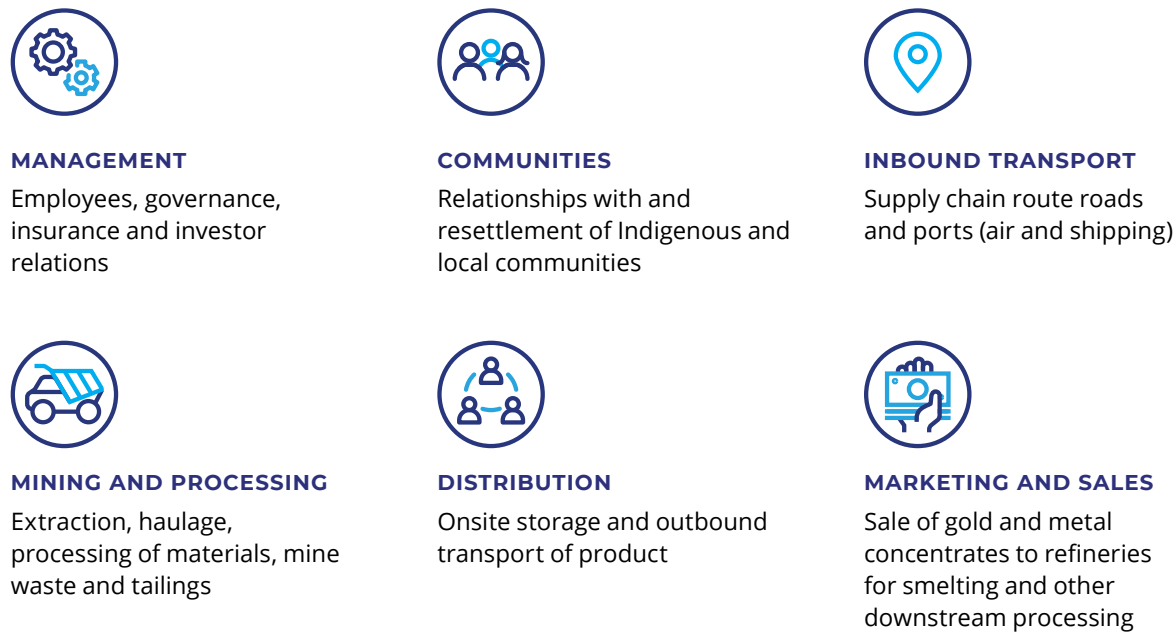 MANAGEMENT
Employees, governance,
insurance and investor
relations
COMMUNITIES
Relationships with and
resettlement of Indigenous and
local communities
INBOUND TRANSPORT
Supply chain route roads
and ports (air and shipping)
MINING AND PROCESSING
Extraction, haulage,
processing of materials, mine
waste and tailings
DISTRIBUTION
Onsite storage and outbound
transport of product
MARKETING AND SALES
Sale of gold and metal
concentrates to refineries
for smelting and other
downstream processing